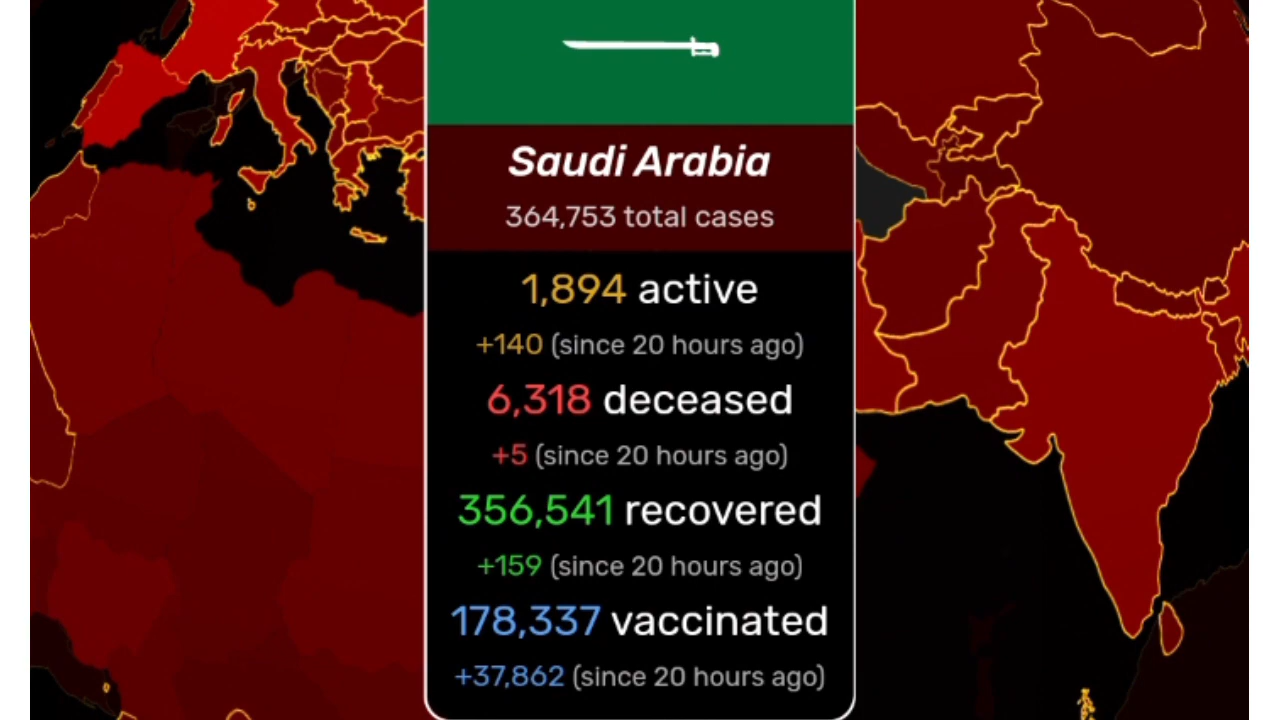 Saudi Arabia
364,753 total cases
1,894 active
+140 (since 20 hours ago)
6,318 deceased
+5 (since 20 hours ago)
356,541 recovered
+159 (since 20 hours ago)
178,337 vaccinated
+37,862 (since 20 hours ago)